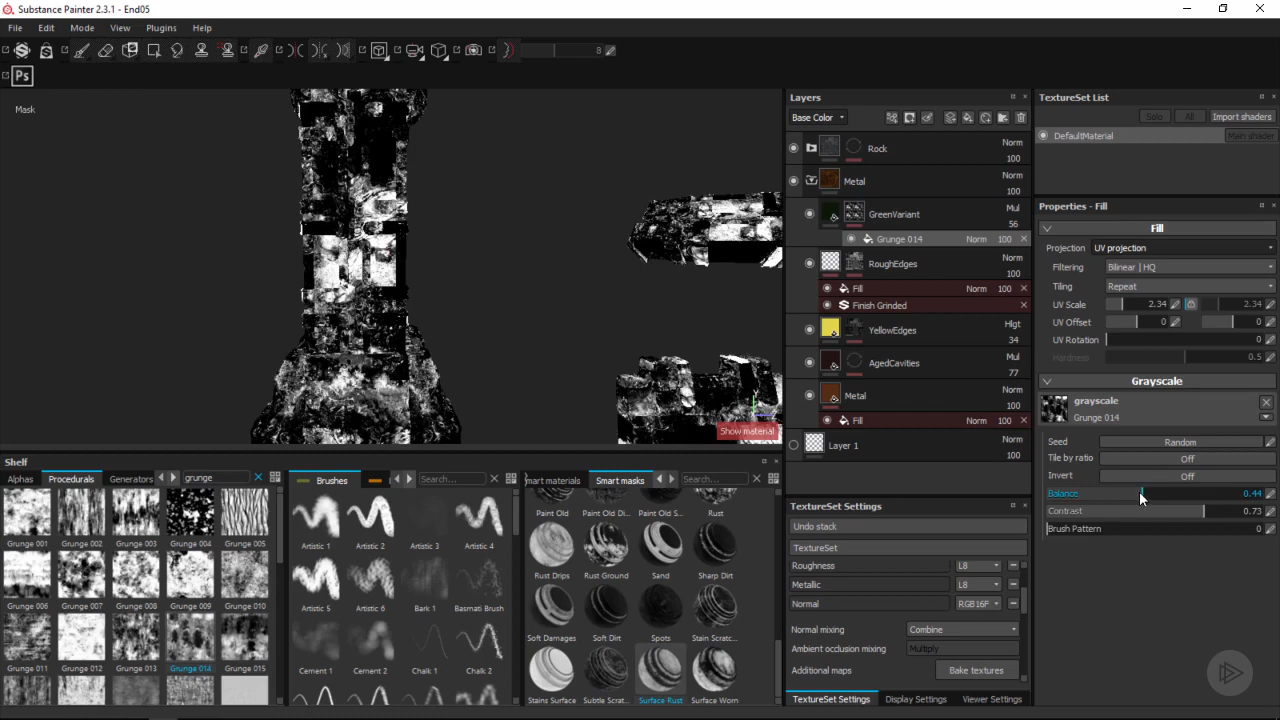 Substance Painter 2.3.1 - End05
File Edit Mode View Plugins Help
8
Ps
Mask
Show material
Layers
Base Color
Rock Norm 100
Metal Norm 100
GreenVariant Mul 56
Grunge 014 Norm 100
RoughEdges Norm 100
Fill Norm 100
Finish Grinded
YellowEdges Hlgt 34
AgedCavities Mul 77
Metal Norm 100
Fill Norm 100
Layer 1 Norm 100
TextureSet List
Solo All Import shaders
DefaultMaterial Main shader
Properties - Fill
Fill
Projection UV projection
Filtering Bilinear | HQ
Tiling Repeat
UV Scale 2.34 2.34
UV Offset 0 0
UV Rotation 0
Hardness 0.5
Grayscale
grayscale
Grunge 014
Seed Random
Tile by ratio Off
Invert Off
Balance 0.44
Contrast 0.73
Brush Pattern 0
Shelf
Alphas Procedurals Generators grunge
Grunge 001 Grunge 002 Grunge 003 Grunge 004 Grunge 005
Grunge 006 Grunge 007 Grunge 008 Grunge 009 Grunge 010
Grunge 011 Grunge 012 Grunge 013 Grunge 014 Grunge 015
Brushes Search...
Artistic 1 Artistic 2 Artistic 3 Artistic 4
Artistic 5 Artistic 6 Bark 1 Basmati Brush
Cement 1 Cement 2 Chalk 1 Chalk 2
mart materials Smart masks Search...
Paint Old Paint Old Di... Paint Old S... Rust
Rust Drips Rust Ground Sand Sharp Dirt
Soft Damages Soft Dirt Spots Stain Scratc...
Stains Surface Subtle Scrat... Surface Rust Surface Worn
TextureSet Settings
Undo stack
TextureSet
Roughness L8
Metallic L8
Normal RGB16F
Normal mixing Combine
Ambient occlusion mixing Multiply
Additional maps Bake textures
TextureSet Settings Display Settings Viewer Settings